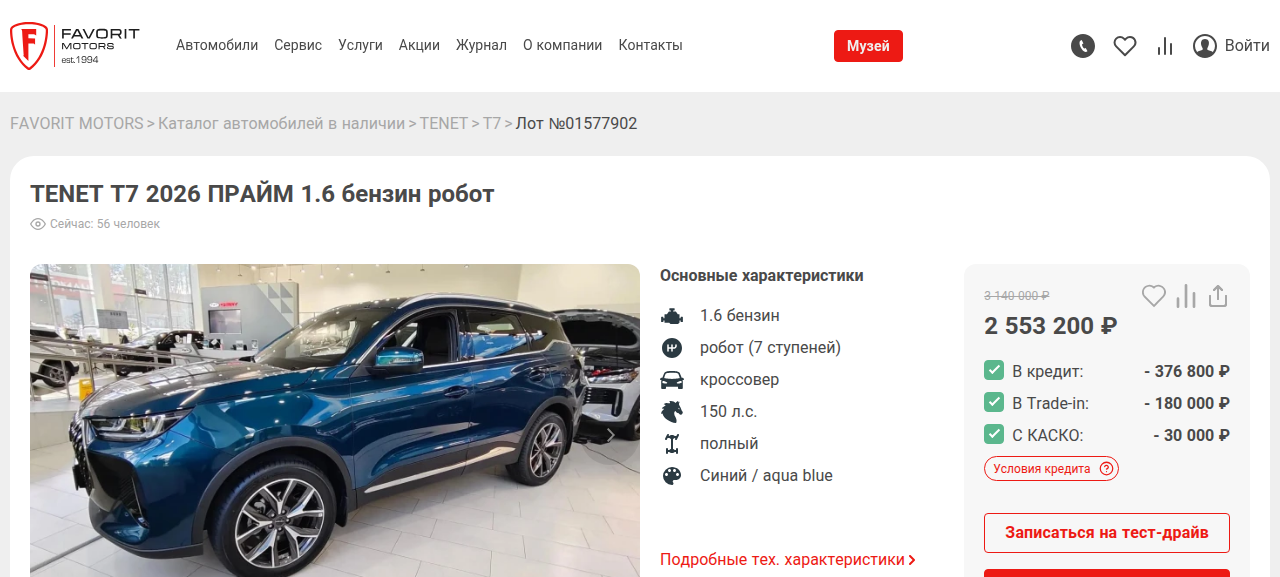 FAVORIT
MOTORS
est.1994
Автомобили Сервис Услуги Акции Журнал О компании Контакты
Музей
Войти
FAVORIT MOTORS > Каталог автомобилей в наличии > TENET > T7 > Лот №01577902
TENET T7 2026 ПРАЙМ 1.6 бензин робот
Сейчас: 56 человек
Основные характеристики
1.6 бензин
робот (7 ступеней)
кроссовер
150 л.с.
полный
Синий / aqua blue
Подробные тех. характеристики
3 140 000 ₽
2 553 200 ₽
В кредит: - 376 800 ₽
В Trade-in: - 180 000 ₽
С КАСКО: - 30 000 ₽
Условия кредита
Записаться на тест-драйв